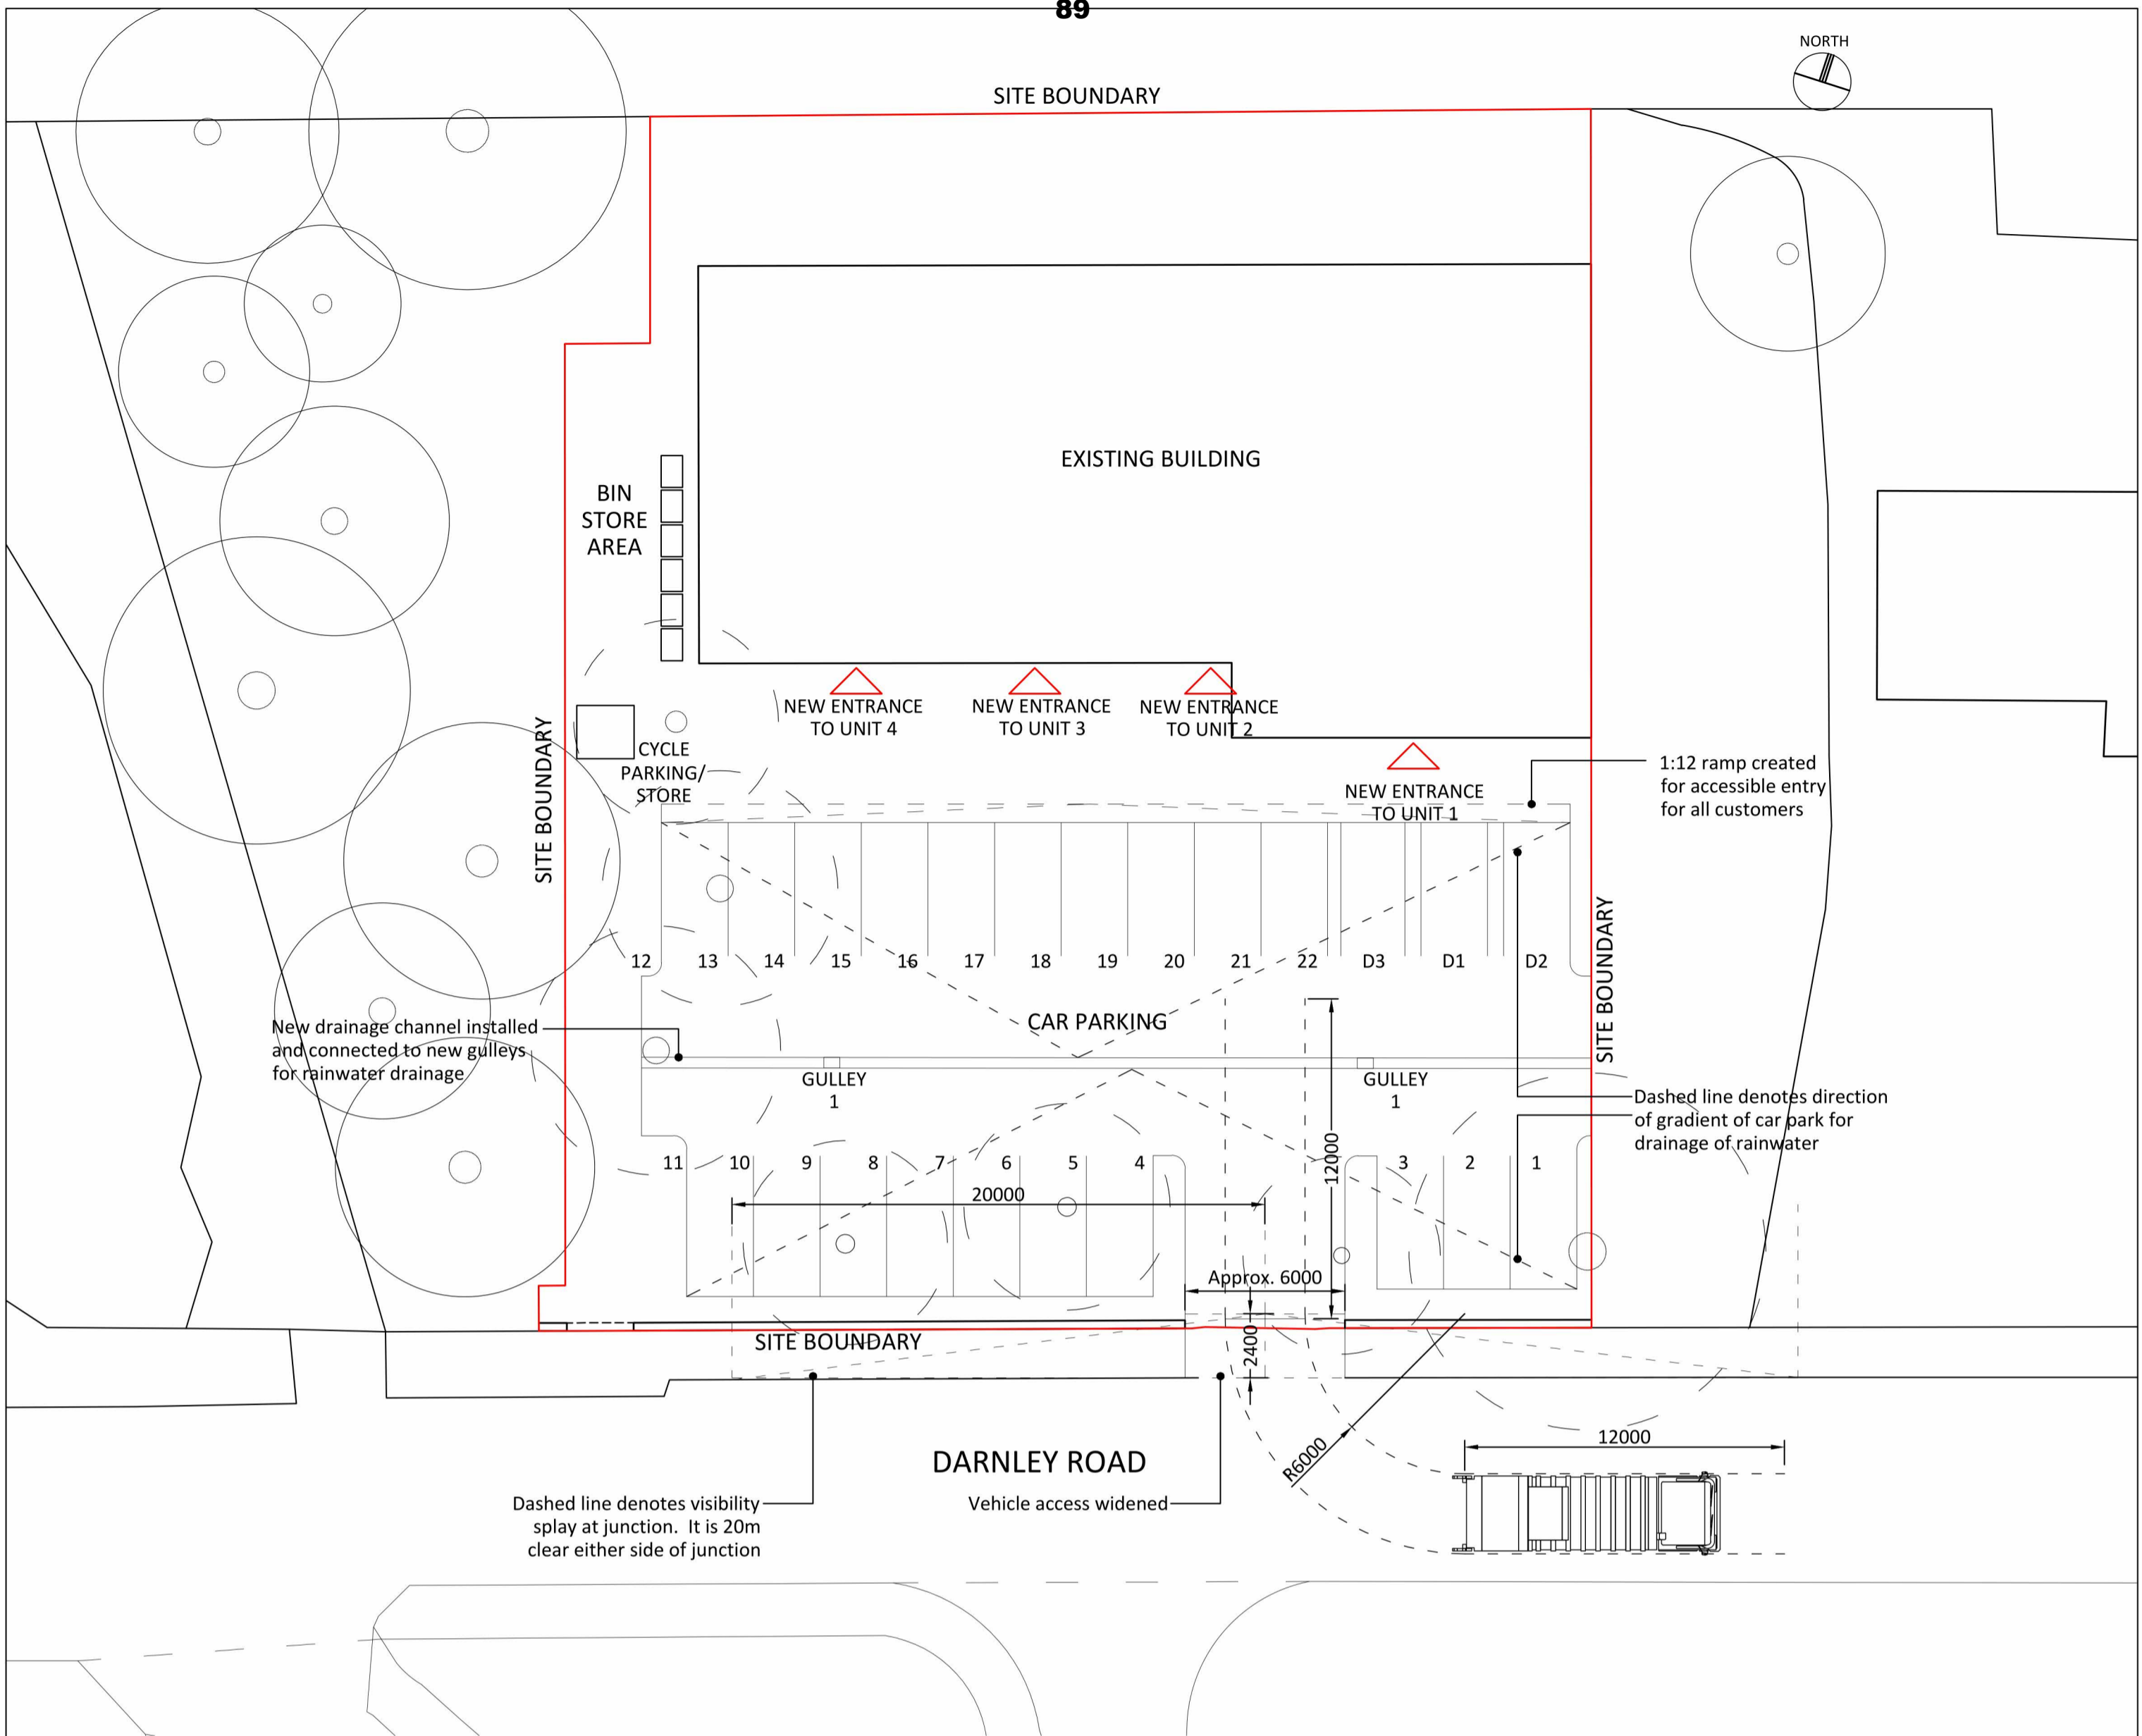 89
NORTH
SITE BOUNDARY
EXISTING BUILDING
BIN
STORE
AREA
NEW ENTRANCE
TO UNIT 4
NEW ENTRANCE
TO UNIT 3
NEW ENTRANCE
TO UNIT 2
NEW ENTRANCE
TO UNIT 1
CYCLE
PARKING/
STORE
SITE BOUNDARY
1:12 ramp created
for accessible entry
for all customers
12 13 14 15 16 17 18 19 20 21 22 D3 D1 D2
SITE BOUNDARY
CAR PARKING
New drainage channel installed
and connected to new gulleys
for rainwater drainage
GULLEY
1
GULLEY
1
Dashed line denotes direction
of gradient of car park for
drainage of rainwater
11 10 9 8 7 6 5 4 3 2 1
12000
20000
Approx. 6000
2400
SITE BOUNDARY
DARNLEY ROAD
R6000
12000
Dashed line denotes visibility
splay at junction. It is 20m
clear either side of junction
Vehicle access widened